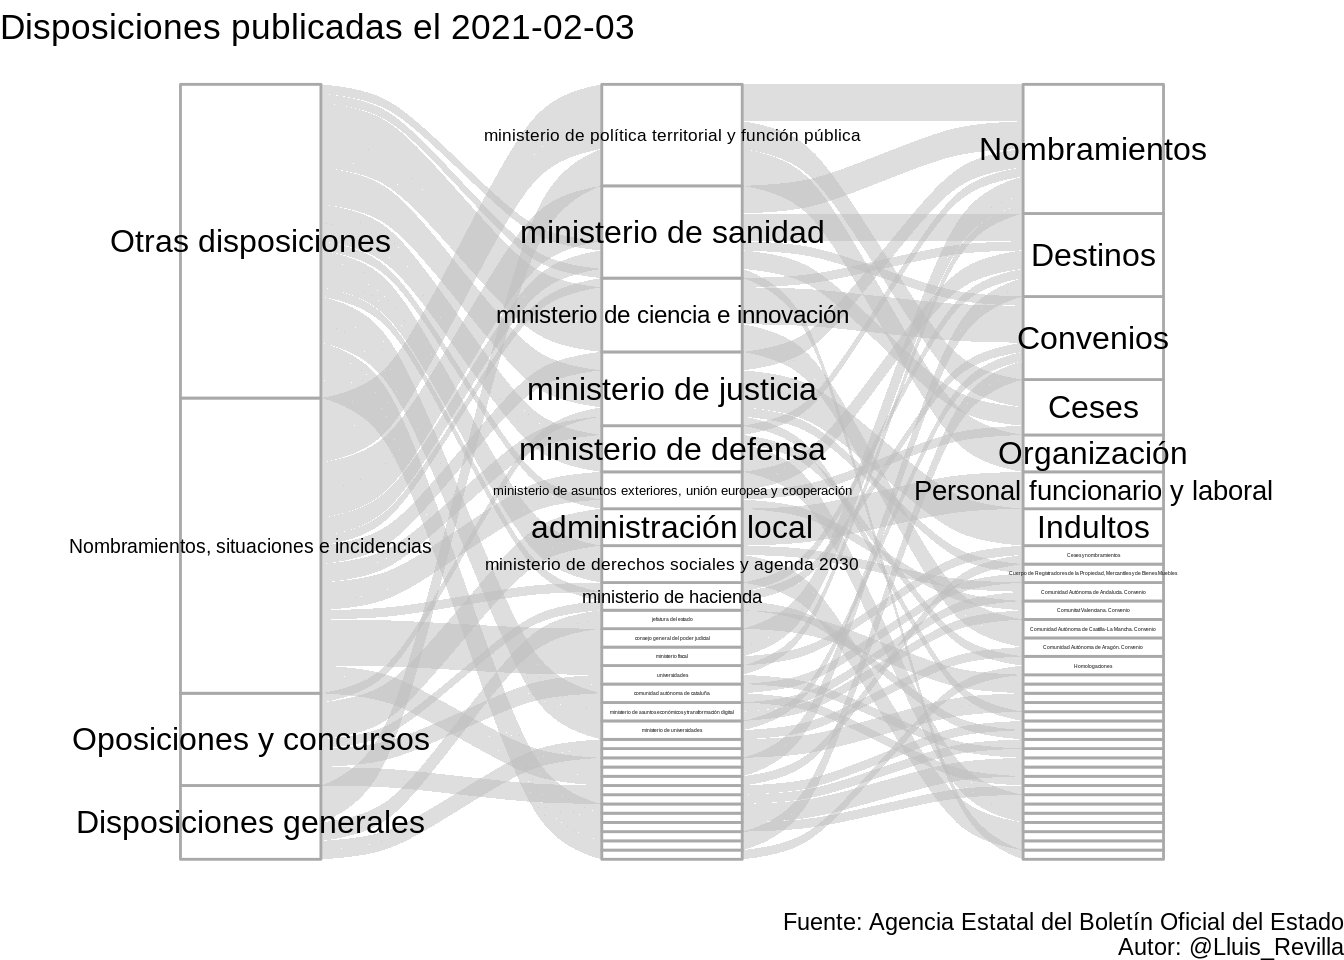 Disposiciones publicadas el 2021-02-03
Otras disposiciones
Nombramientos, situaciones e incidencias
Oposiciones y concursos
Disposiciones generales
ministerio de política territorial y función pública
ministerio de sanidad
ministerio de ciencia e innovación
ministerio de justicia
ministerio de defensa
ministerio de asuntos exteriores, unión europea y cooperación
administración local
ministerio de derechos sociales y agenda 2030
ministerio de hacienda
jefatura del estado
consejo general del poder judicial
ministerio fiscal
universidades
comunidad autónoma de cataluña
ministerio de asuntos económicos y transformación digital
ministerio de universidades
Nombramientos
Destinos
Convenios
Ceses
Organización
Personal funcionario y laboral
Indultos
Ceses y nombramientos
Cuerpo de Registradores de la Propiedad, Mercantiles y de Bienes Muebles
Comunidad Autónoma de Andalucía. Convenio
Comunitat Valenciana. Convenio
Comunidad Autónoma de Castilla-La Mancha. Convenio
Comunidad Autónoma de Aragón. Convenio
Homologaciones
Fuente: Agencia Estatal del Boletín Oficial del Estado
Autor: @Lluis_Revilla